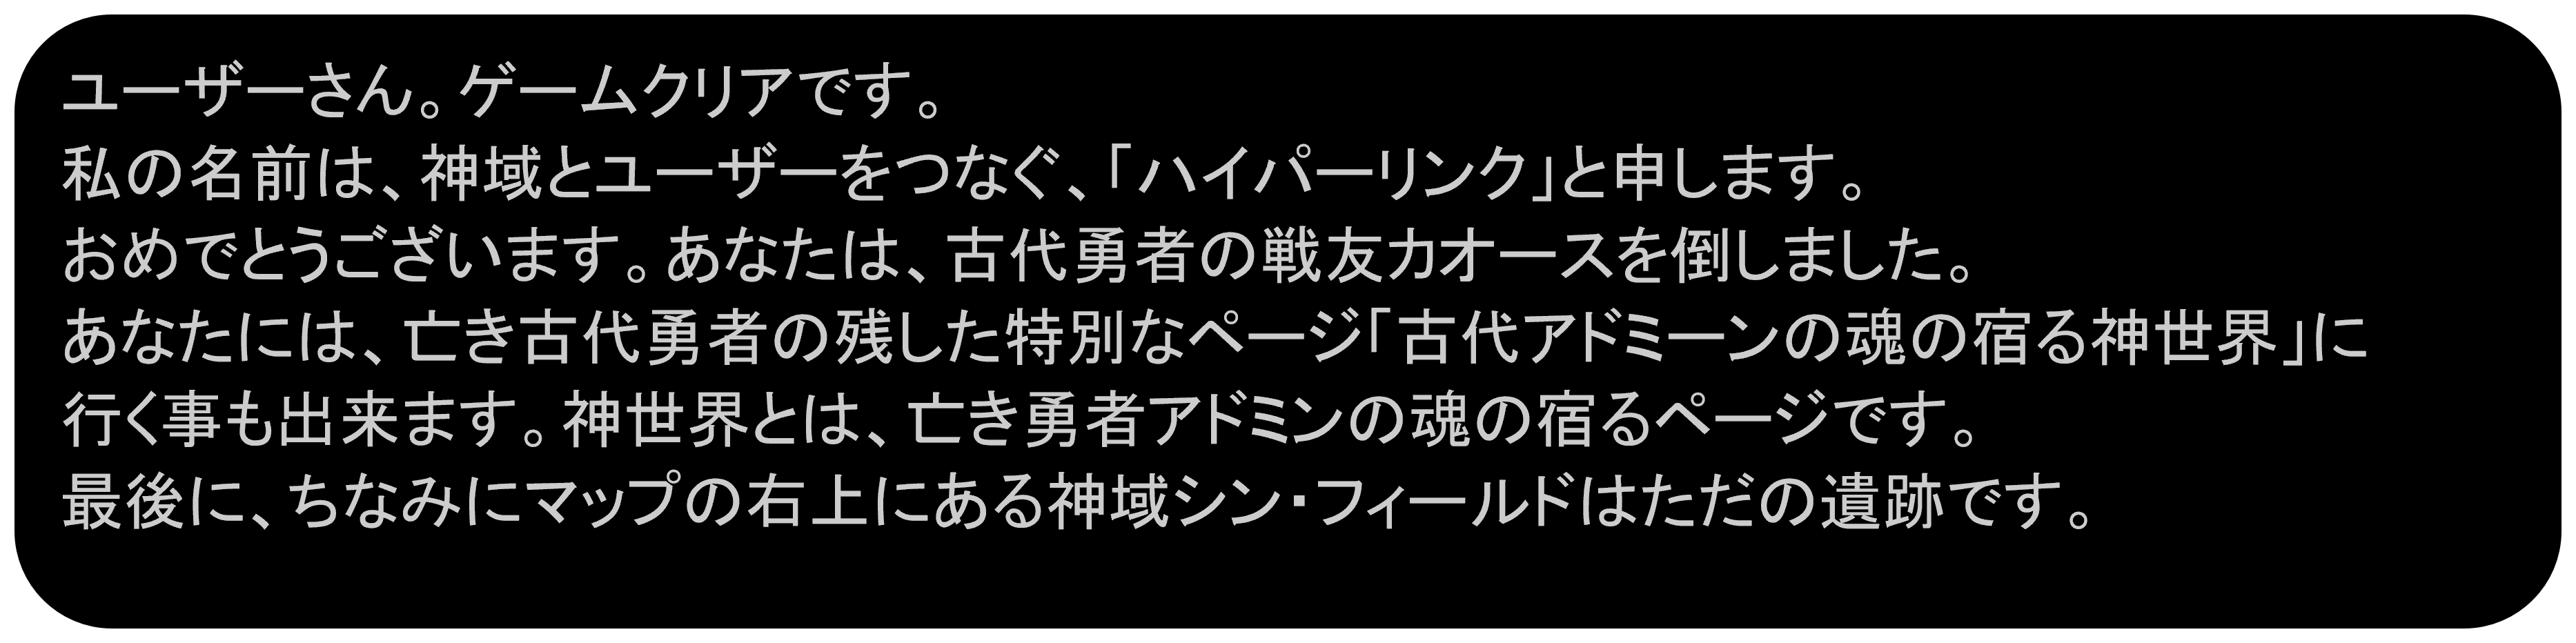 ユーザーさん。ゲームクリアです。
私の名前は、神域とユーザーをつなぐ、「ハイパーリンク」と申します。
おめでとうございます。あなたは、古代勇者の戦友カオースを倒しました。
あなたには、亡き古代勇者の残した特別なページ「古代アドミーンの魂の宿る神世界」に
行く事も出来ます。神世界とは、亡き勇者アドミンの魂の宿るページです。
最後に、ちなみにマップの右上にある神域シン・フィールドはただの遺跡です。